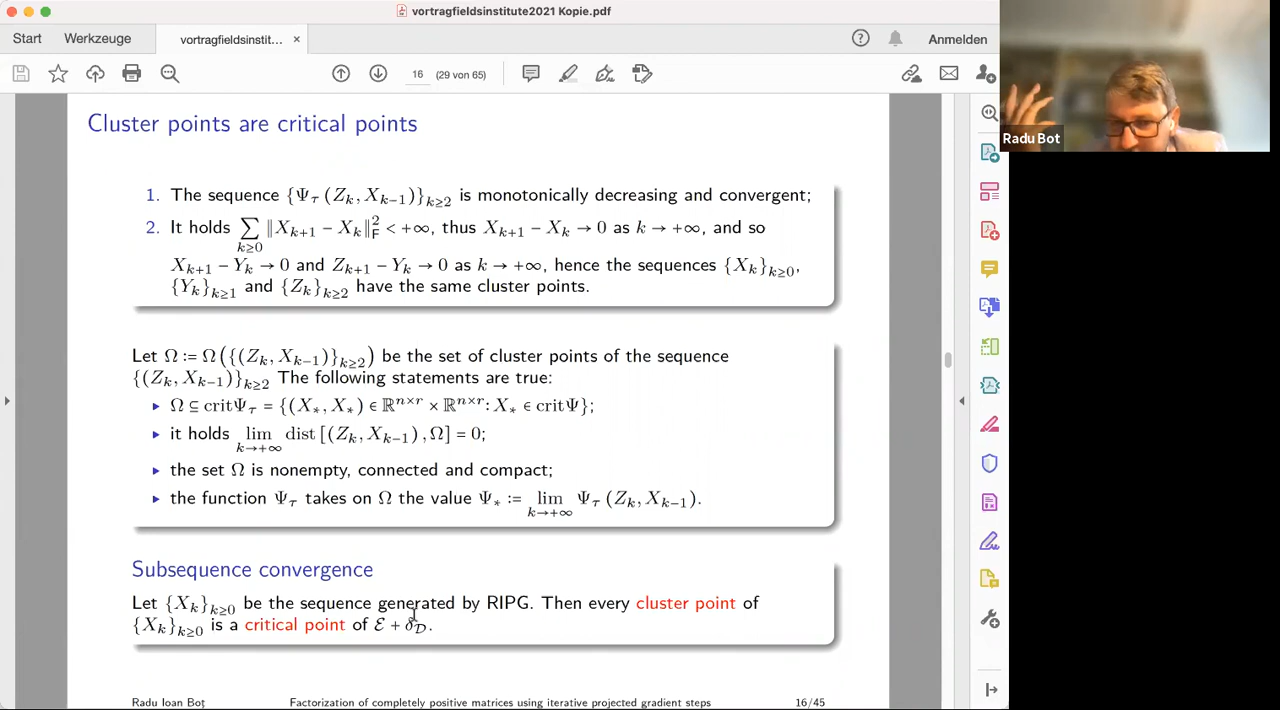 vortragfieldsinstitute2021 Kopie.pdf
Start Werkzeuge vortragfieldsinstit... × Anmelden
16 (29 von 65)
Radu Bot
Cluster points are critical points
1. The sequence {Ψ_τ (Z_k, X_{k−1})}_{k≥2} is monotonically decreasing and convergent;
2. It holds ∑_{k≥0} ‖X_{k+1} − X_k‖²_F < +∞, thus X_{k+1} − X_k → 0 as k → +∞, and so
X_{k+1} − Y_k → 0 and Z_{k+1} − Y_k → 0 as k → +∞, hence the sequences {X_k}_{k≥0},
{Y_k}_{k≥1} and {Z_k}_{k≥2} have the same cluster points.
Let Ω := Ω({(Z_k, X_{k−1})}_{k≥2}) be the set of cluster points of the sequence
{(Z_k, X_{k−1})}_{k≥2} The following statements are true:
▸ Ω ⊆ critΨ_τ = {(X_*, X_*) ∈ ℝ^{n×r} × ℝ^{n×r}: X_* ∈ critΨ};
▸ it holds lim_{k→+∞} dist [(Z_k, X_{k−1}), Ω] = 0;
▸ the set Ω is nonempty, connected and compact;
▸ the function Ψ_τ takes on Ω the value Ψ_* := lim_{k→+∞} Ψ_τ (Z_k, X_{k−1}).
Subsequence convergence
Let {X_k}_{k≥0} be the sequence generated by RIPG. Then every cluster point of
{X_k}_{k≥0} is a critical point of ℰ + δ_𝒟.
Radu Ioan Boț Factorization of completely positive matrices using iterative projected gradient steps 16/45